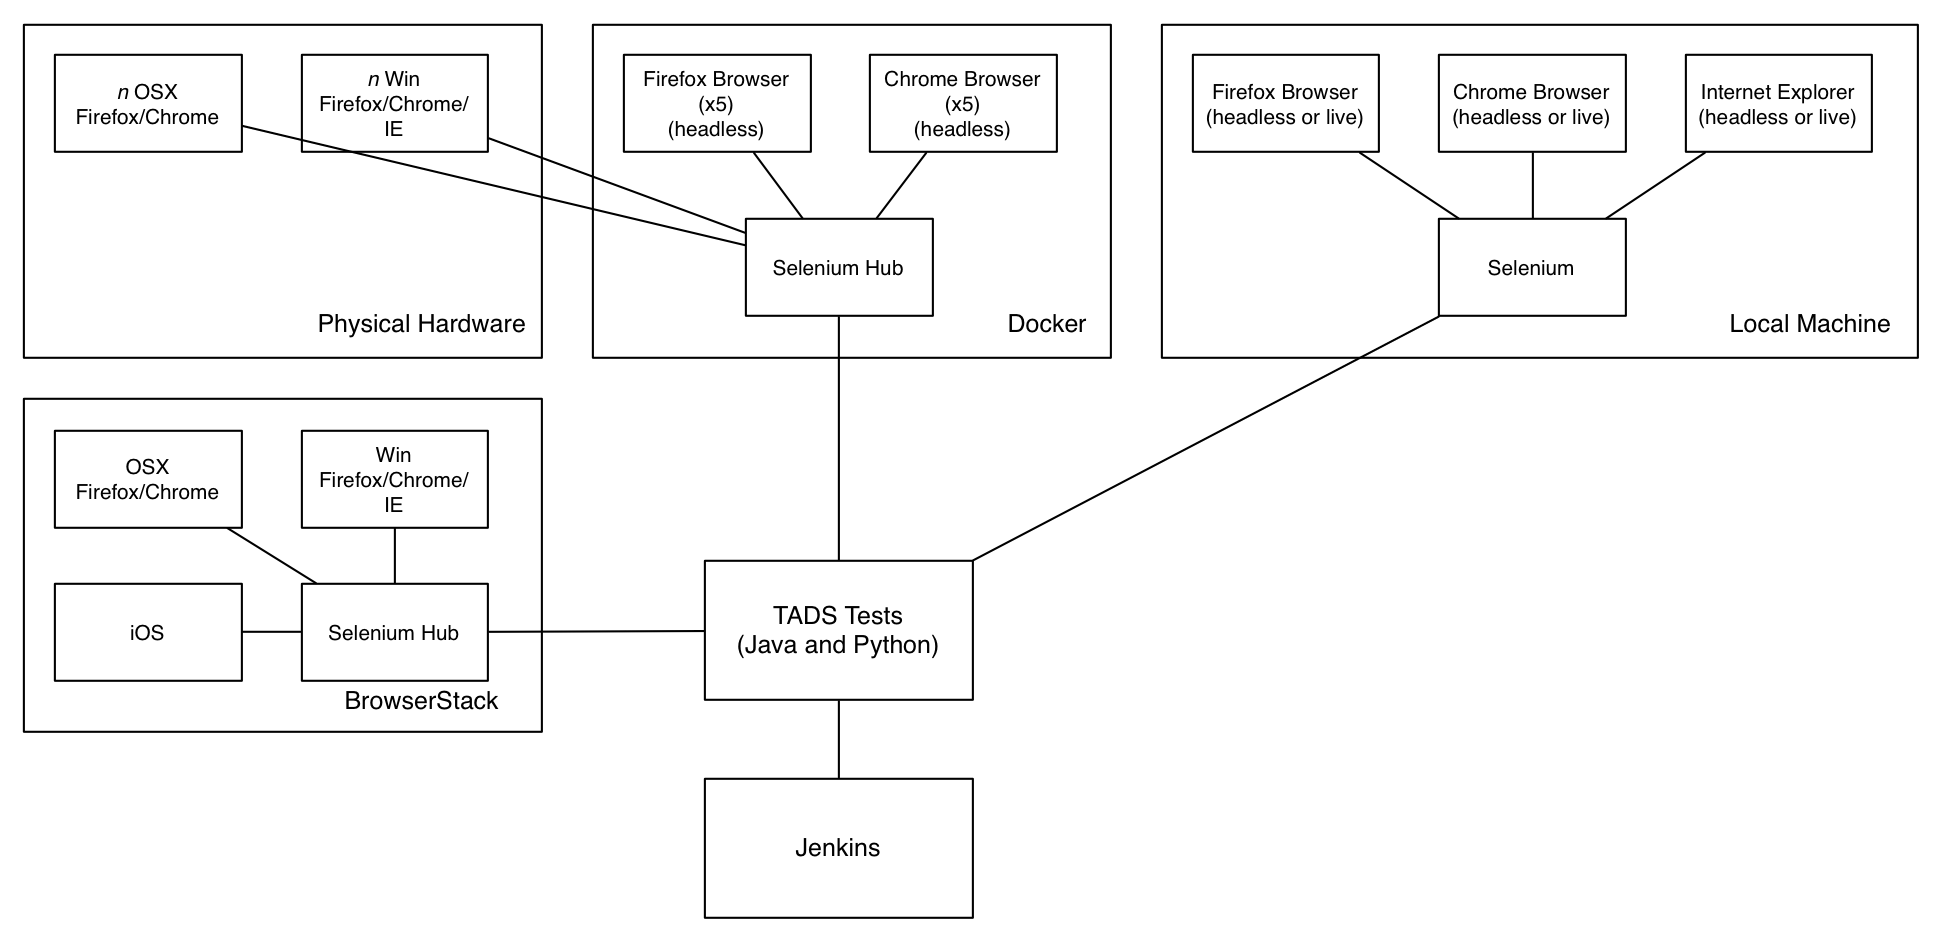 n OSX
Firefox/Chrome
n Win
Firefox/Chrome/
IE
Physical Hardware
Firefox Browser
(x5)
(headless)
Chrome Browser
(x5)
(headless)
Selenium Hub
Docker
Firefox Browser
(headless or live)
Chrome Browser
(headless or live)
Internet Explorer
(headless or live)
Selenium
Local Machine
OSX
Firefox/Chrome
Win
Firefox/Chrome/
IE
iOS
Selenium Hub
BrowserStack
TADS Tests
(Java and Python)
Jenkins